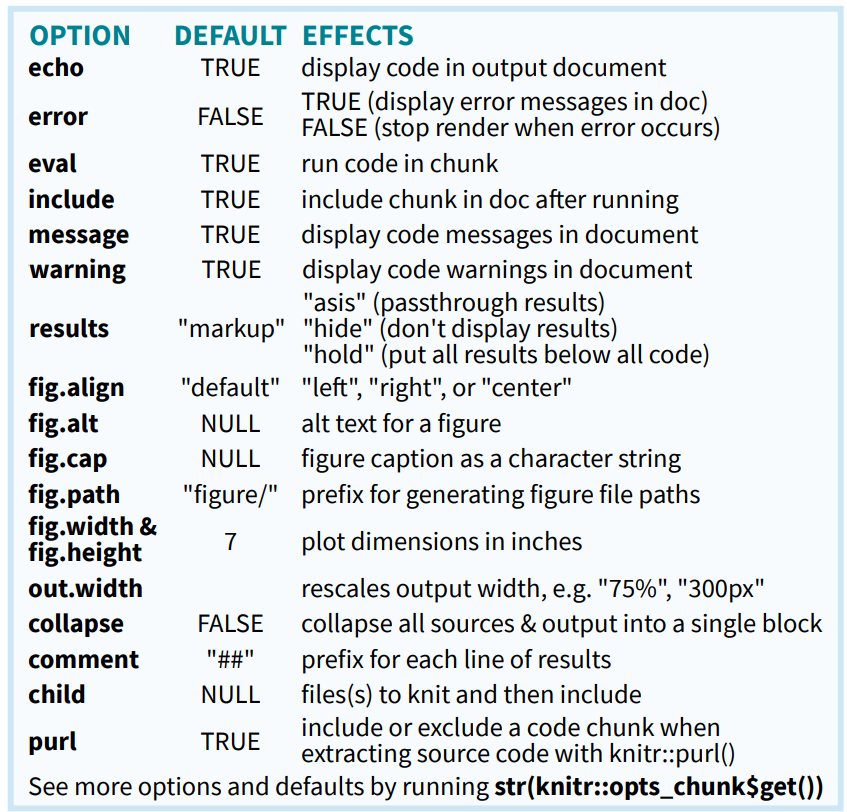 OPTION DEFAULT EFFECTS
echo TRUE display code in output document
error FALSE TRUE (display error messages in doc)
FALSE (stop render when error occurs)
eval TRUE run code in chunk
include TRUE include chunk in doc after running
message TRUE display code messages in document
warning TRUE display code warnings in document
results "markup" "asis" (passthrough results)
"hide" (don't display results)
"hold" (put all results below all code)
fig.align "default" "left", "right", or "center"
fig.alt NULL alt text for a figure
fig.cap NULL figure caption as a character string
fig.path "figure/" prefix for generating figure file paths
fig.width &
fig.height 7 plot dimensions in inches
out.width rescales output width, e.g. "75%", "300px"
collapse FALSE collapse all sources & output into a single block
comment "##" prefix for each line of results
child NULL files(s) to knit and then include
purl TRUE include or exclude a code chunk when
extracting source code with knitr::purl()
See more options and defaults by running str(knitr::opts_chunk$get())